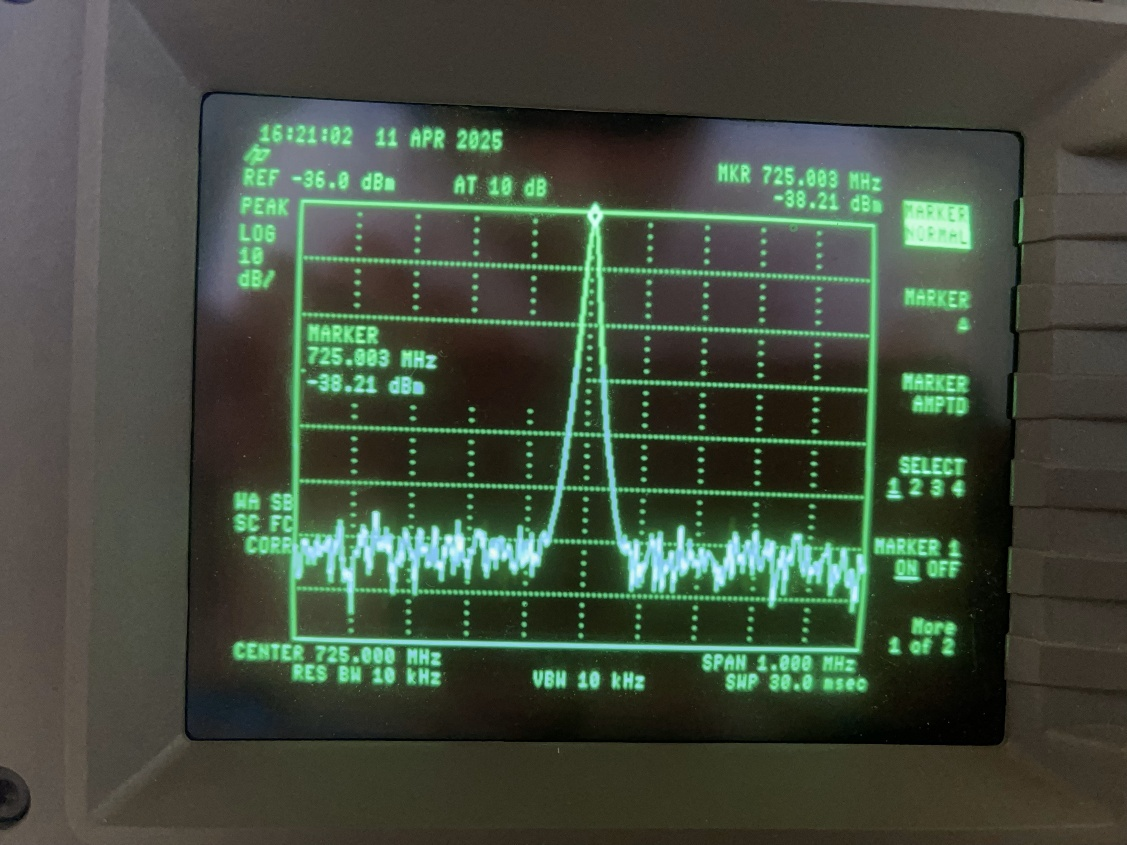 16:21:02 11 APR 2025
hp
REF -36.0 dBm AT 10 dB
MKR 725.003 MHz
-38.21 dBm
PEAK
LOG
10
dB/
MARKER
725.003 MHz
-38.21 dBm
WA SB
SC FC
CORR
CENTER 725.000 MHz
SPAN 1.000 MHz
RES BW 10 kHz
VBW 10 kHz
SWP 30.0 msec
MARKER
NORMAL
MARKER
Δ
MARKER
AMPTD
SELECT
1 2 3 4
MARKER 1
ON OFF
More
1 of 2